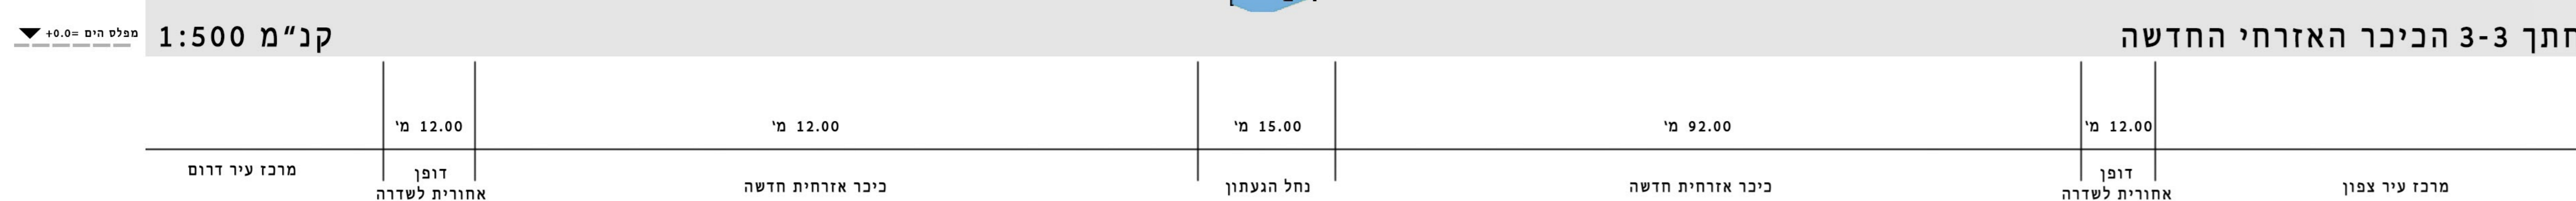 חתך 3-3 הכיכר האזרחי החדשה
קנ״מ 1:500
מפלס הים =0.0+
12.00 מ'
92.00 מ'
15.00 מ'
12.00 מ'
12.00 מ'
מרכז עיר צפון
דופן
אחורית לשדרה
כיכר אזרחית חדשה
נחל הגעתון
כיכר אזרחית חדשה
דופן
אחורית לשדרה
מרכז עיר דרום